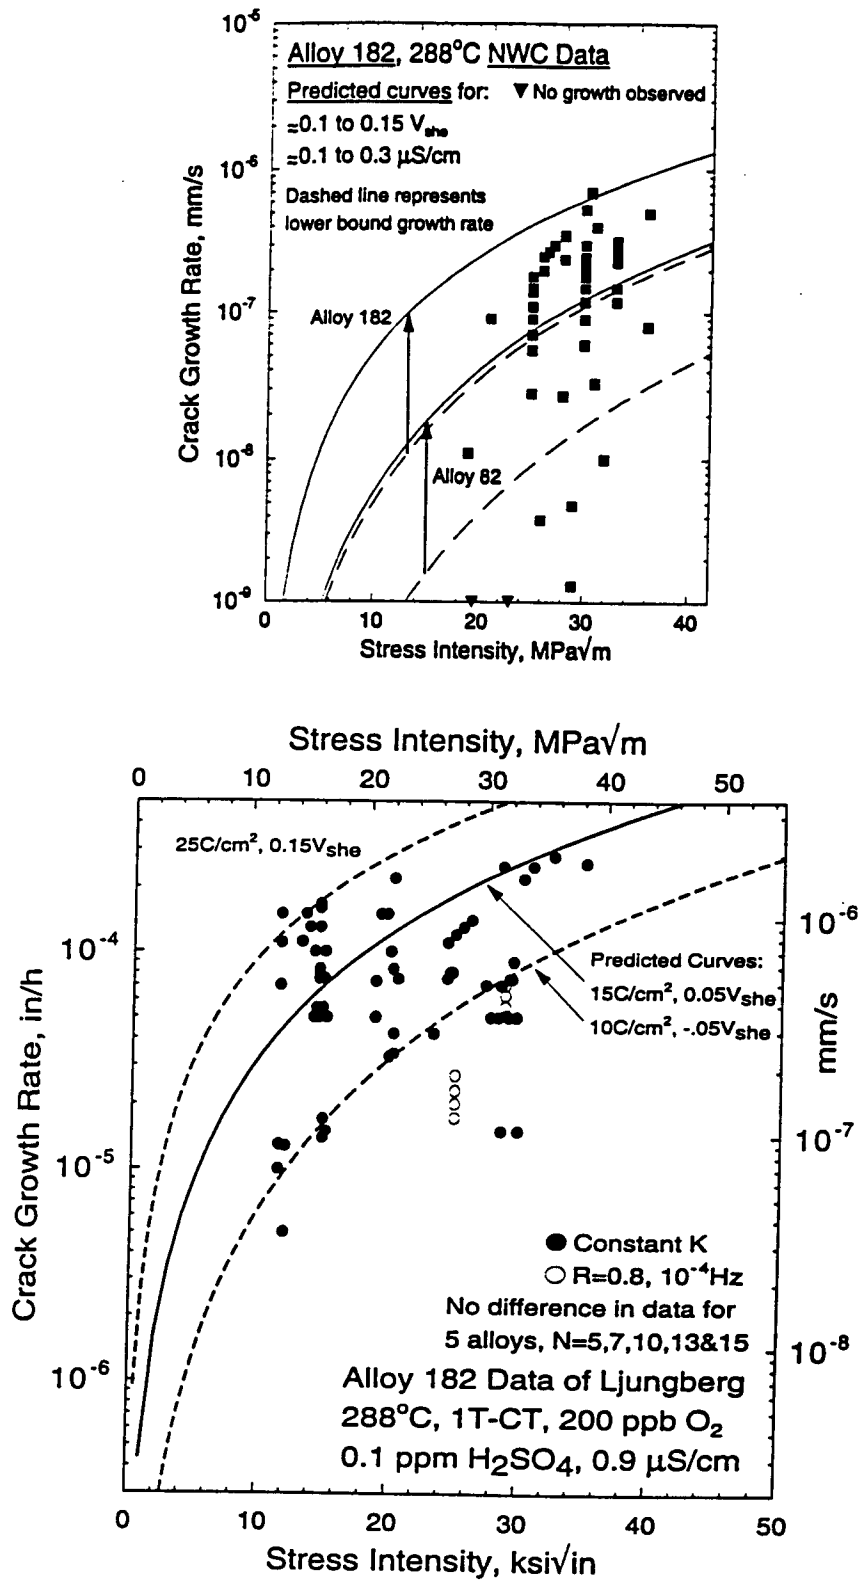 10⁻⁵
Alloy 182, 288°C NWC Data
Predicted curves for: ▼ No growth observed
≈0.1 to 0.15 Vshe
≈0.1 to 0.3 μS/cm
10⁻⁶
Dashed line represents
lower bound growth rate
Crack Growth Rate, mm/s
Alloy 182
10⁻⁷
10⁻⁸
Alloy 82
10⁻⁹
0 10 20 30 40
Stress Intensity, MPa√m
Stress Intensity, MPa√m
0 10 20 30 40 50
25C/cm², 0.15Vshe
10⁻⁴
10⁻⁶
Predicted Curves:
15C/cm², 0.05Vshe
10C/cm², -.05Vshe
Crack Growth Rate, in/h
mm/s
10⁻⁵
10⁻⁷
● Constant K
○ R=0.8, 10⁻⁴Hz
No difference in data for
5 alloys, N=5,7,10,13&15
10⁻⁶
10⁻⁸
Alloy 182 Data of Ljungberg
288°C, 1T-CT, 200 ppb O₂
0.1 ppm H₂SO₄, 0.9 μS/cm
0 10 20 30 40 50
Stress Intensity, ksi√in